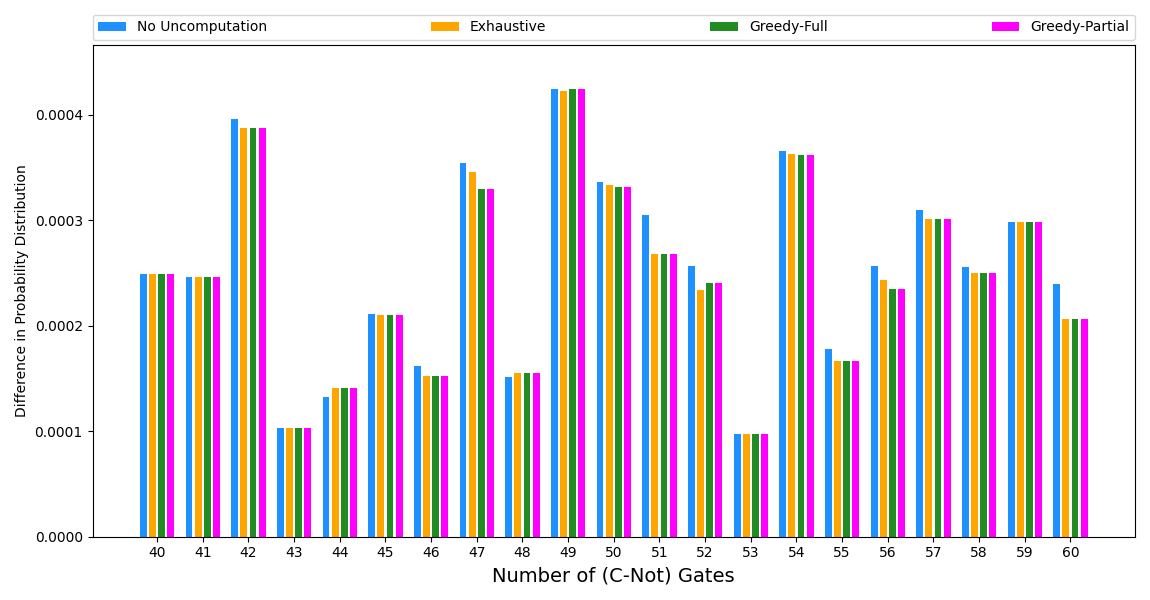 No Uncomputation Exhaustive Greedy-Full Greedy-Partial
Difference in Probability Distribution
0.0004
0.0003
0.0002
0.0001
0.0000
40 41 42 43 44 45 46 47 48 49 50 51 52 53 54 55 56 57 58 59 60
Number of (C-Not) Gates